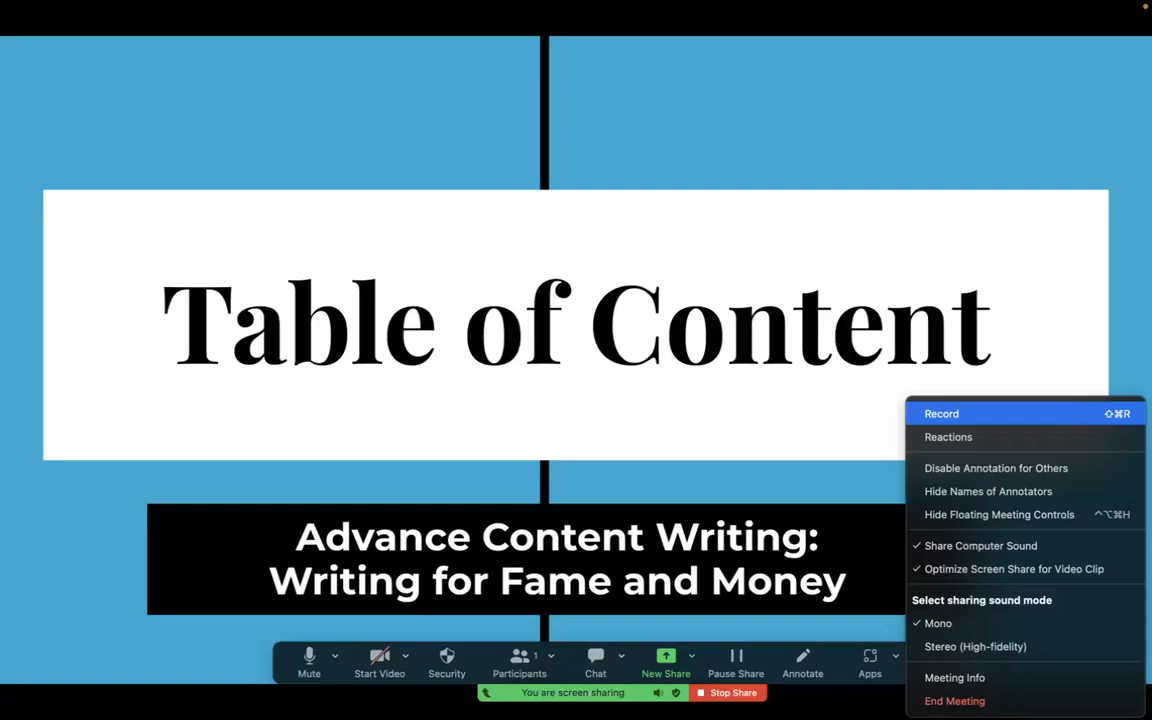 Table of Content
Advance Content Writing:
Writing for Fame and Money
Record ⇧⌘R
Reactions
Disable Annotation for Others
Hide Names of Annotators
Hide Floating Meeting Controls ^⌥⌘H
✓ Share Computer Sound
✓ Optimize Screen Share for Video Clip
Select sharing sound mode
✓ Mono
Stereo (High-fidelity)
Meeting Info
End Meeting
1
Mute Start Video Security Participants Chat New Share Pause Share Annotate Apps
You are screen sharing Stop Share